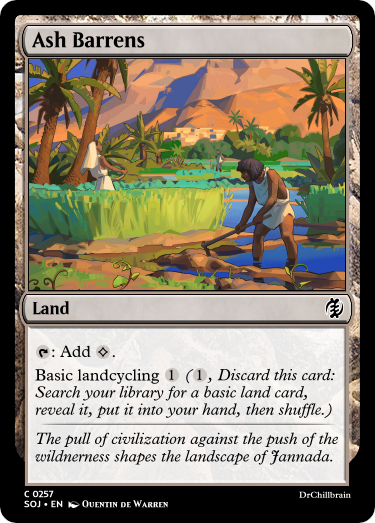 Ash Barrens
Land
: Add .
Basic landcycling 1 (1, Discard this card:
Search your library for a basic land card,
reveal it, put it into your hand, then shuffle.)
The pull of civilization against the push of the
wilderness shapes the landscape of Jannada.
C 0257
SOJ • EN Quentin de Warren
DrChillbrain